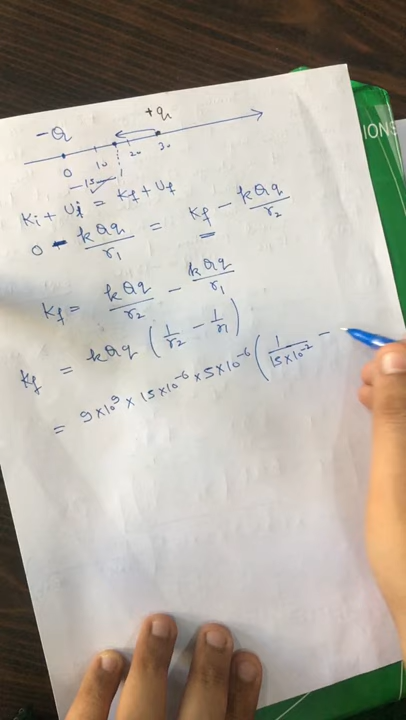 +q
-Q
0 10 20 30
15
Ki + Ui = Kf + Uf
0 - kQq/r1 = Kf - kQq/r2
Kf = kQq/r2 - kQq/r1
Kf = kQq (1/r2 - 1/r1)
= 9×10^9 × 15×10^-6 × 5×10^-6 (1/15×10^-2 -
IONS